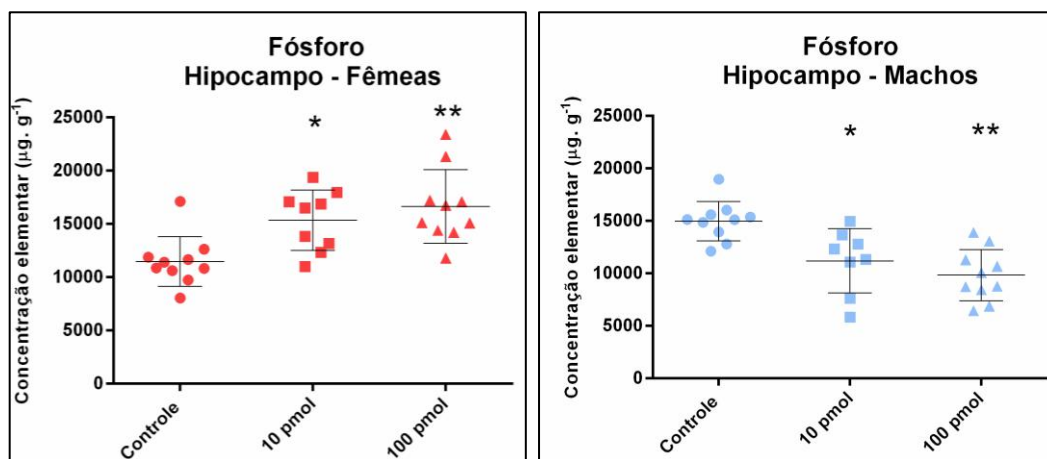 Fósforo
Hipocampo - Fêmeas
Concentração elementar (µg. g⁻¹)
25000
20000
15000
10000
5000
0
*
**
Controle
10 pmol
100 pmol
Fósforo
Hipocampo - Machos
Concentração elementar (µg. g⁻¹)
25000
20000
15000
10000
5000
0
*
**
Controle
10 pmol
100 pmol